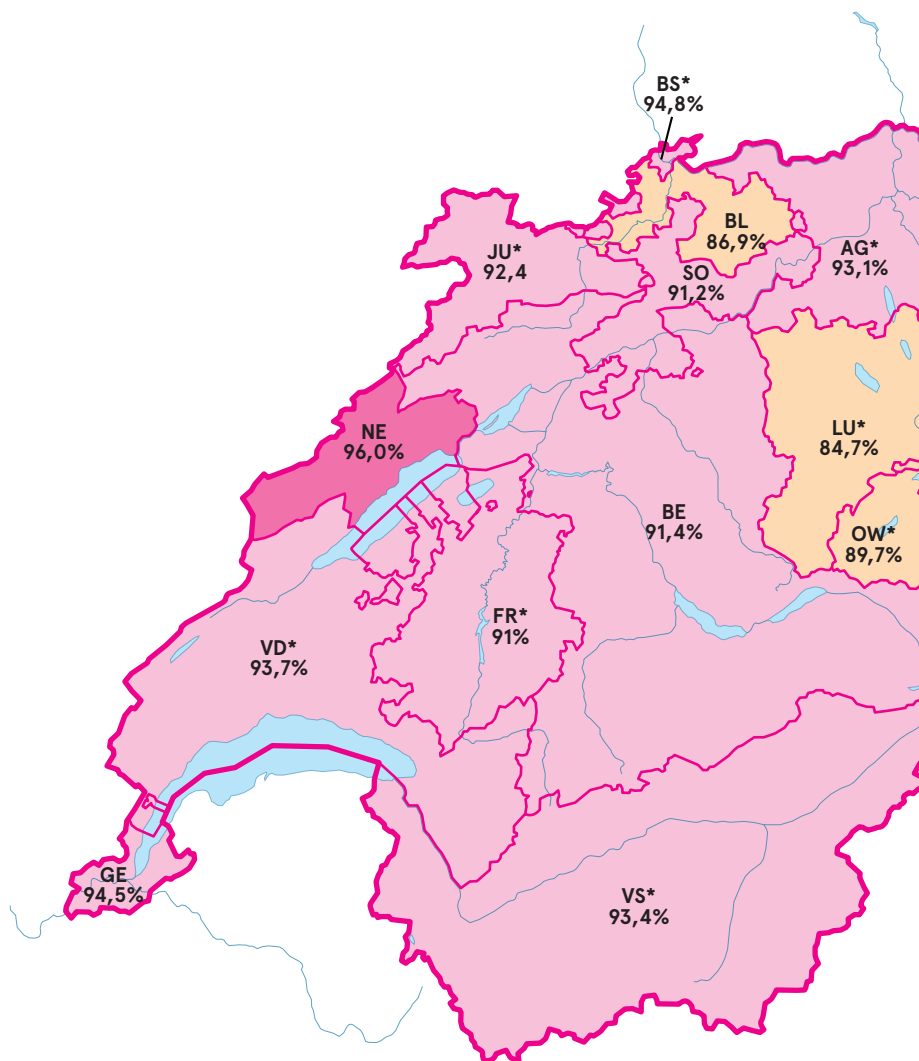 BS*
94,8%
BL
86,9%
JU*
92,4
AG*
93,1%
SO
91,2%
NE
96,0%
LU*
84,7%
BE
91,4%
OW*
89,7%
FR*
91%
VD*
93,7%
GE
94,5%
VS*
93,4%